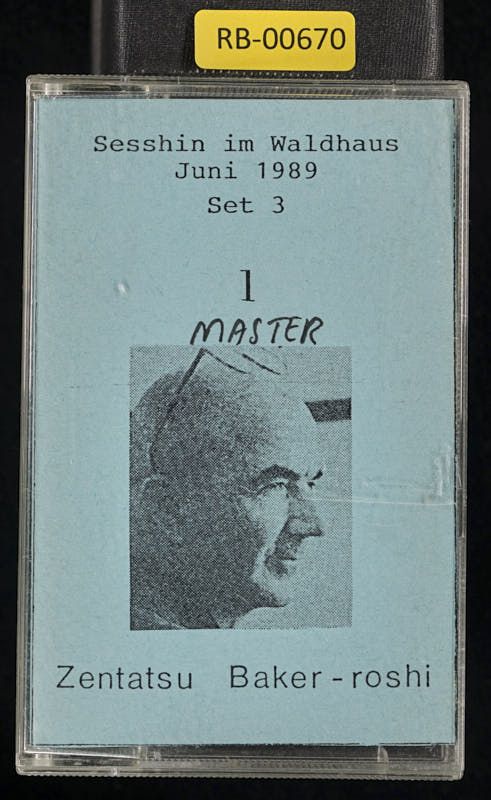 RB-00670
Sesshin im Waldhaus
Juni 1989
Set 3
1
MASTER
Zentatsu Baker-roshi